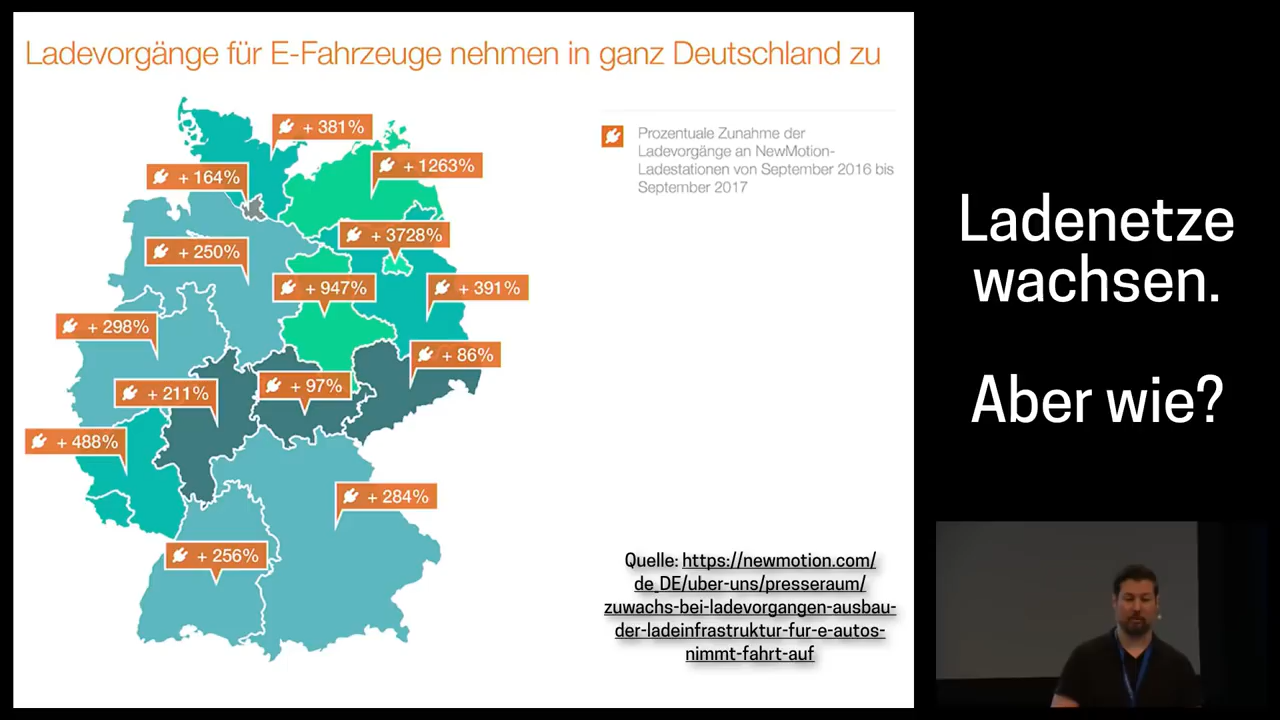 Ladevorgänge für E-Fahrzeuge nehmen in ganz Deutschland zu
+ 381%
+ 1263%
+ 164%
+ 3728%
+ 250%
+ 947%
+ 391%
+ 298%
+ 86%
+ 97%
+ 211%
+ 488%
+ 284%
+ 256%
Prozentuale Zunahme der
Ladevorgänge an NewMotion-
Ladestationen von September 2016 bis
September 2017
Quelle: https://newmotion.com/
de_DE/uber-uns/presseraum/
zuwachs-bei-ladevorgangen-ausbau-
der-ladeinfrastruktur-fur-e-autos-
nimmt-fahrt-auf
Ladenetze
wachsen.
Aber wie?